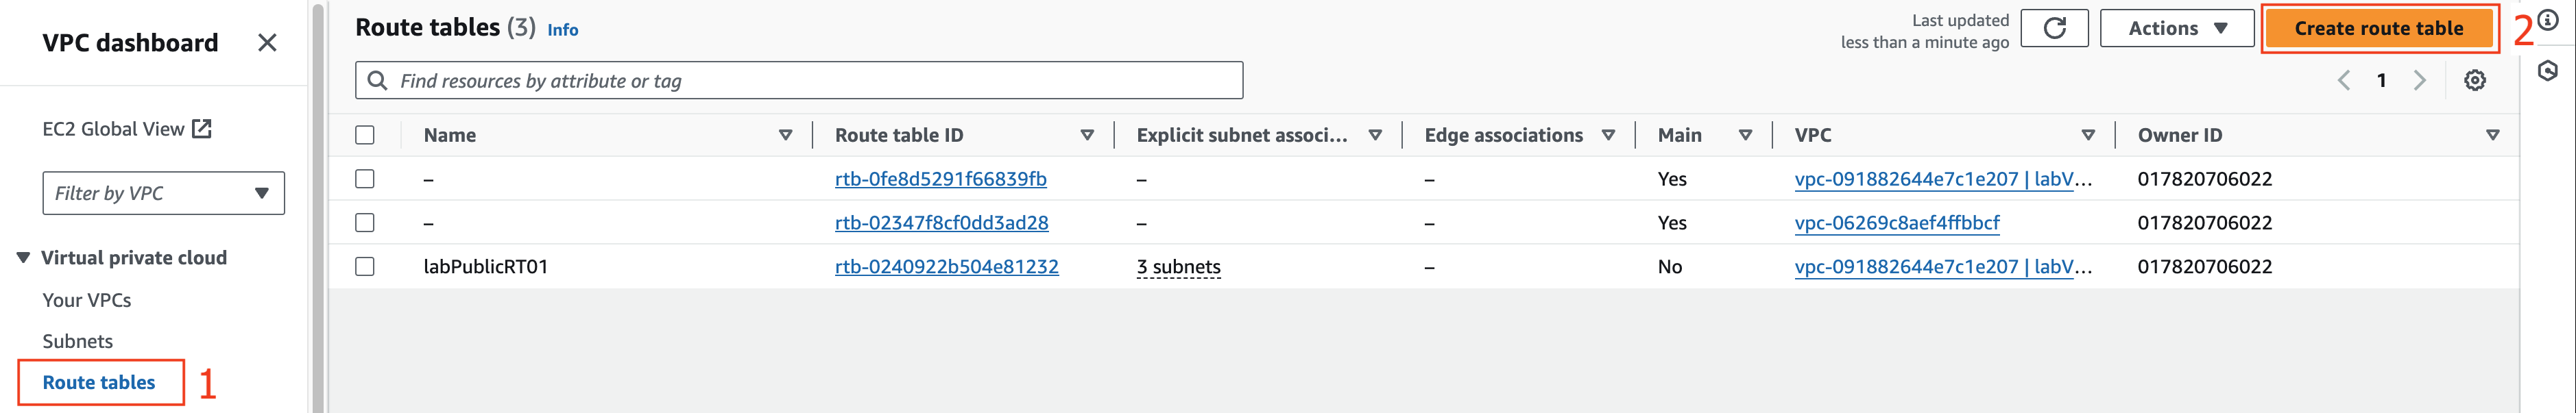 VPC dashboard
EC2 Global View
Filter by VPC
Virtual private cloud
Your VPCs
Subnets
Route tables 1
Route tables (3) Info
Last updated
less than a minute ago
Actions
Create route table 2
Find resources by attribute or tag
1
Name Route table ID Explicit subnet associ... Edge associations Main VPC Owner ID
– rtb-0fe8d5291f66839fb – – Yes vpc-091882644e7c1e207 | labV... 017820706022
– rtb-02347f8cf0dd3ad28 – – Yes vpc-06269c8aef4ffbbcf 017820706022
labPublicRT01 rtb-0240922b504e81232 3 subnets – No vpc-091882644e7c1e207 | labV... 017820706022